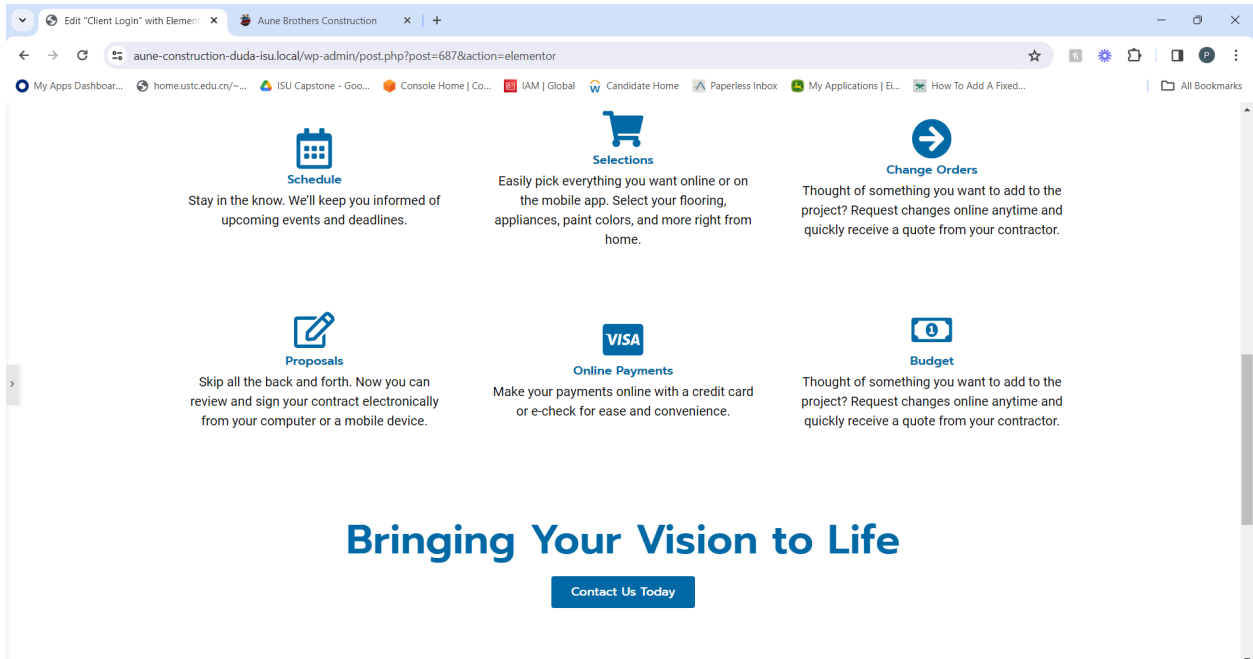 Edit "Client Login" with Element
Aune Brothers Construction
aune-construction-duda-isu.local/wp-admin/post.php?post=687&action=elementor
P
My Apps Dashboar...
home.ustc.edu.cn/~...
ISU Capstone - Goo...
Console Home | Co...
IAM | Global
Candidate Home
Paperless Inbox
My Applications | Ei...
How To Add A Fixed...
All Bookmarks
Schedule
Stay in the know. We'll keep you informed of
upcoming events and deadlines.
Selections
Easily pick everything you want online or on
the mobile app. Select your flooring,
appliances, paint colors, and more right from
home.
Change Orders
Thought of something you want to add to the
project? Request changes online anytime and
quickly receive a quote from your contractor.
Proposals
Skip all the back and forth. Now you can
review and sign your contract electronically
from your computer or a mobile device.
VISA
Online Payments
Make your payments online with a credit card
or e-check for ease and convenience.
1
Budget
Thought of something you want to add to the
project? Request changes online anytime and
quickly receive a quote from your contractor.
Bringing Your Vision to Life
Contact Us Today